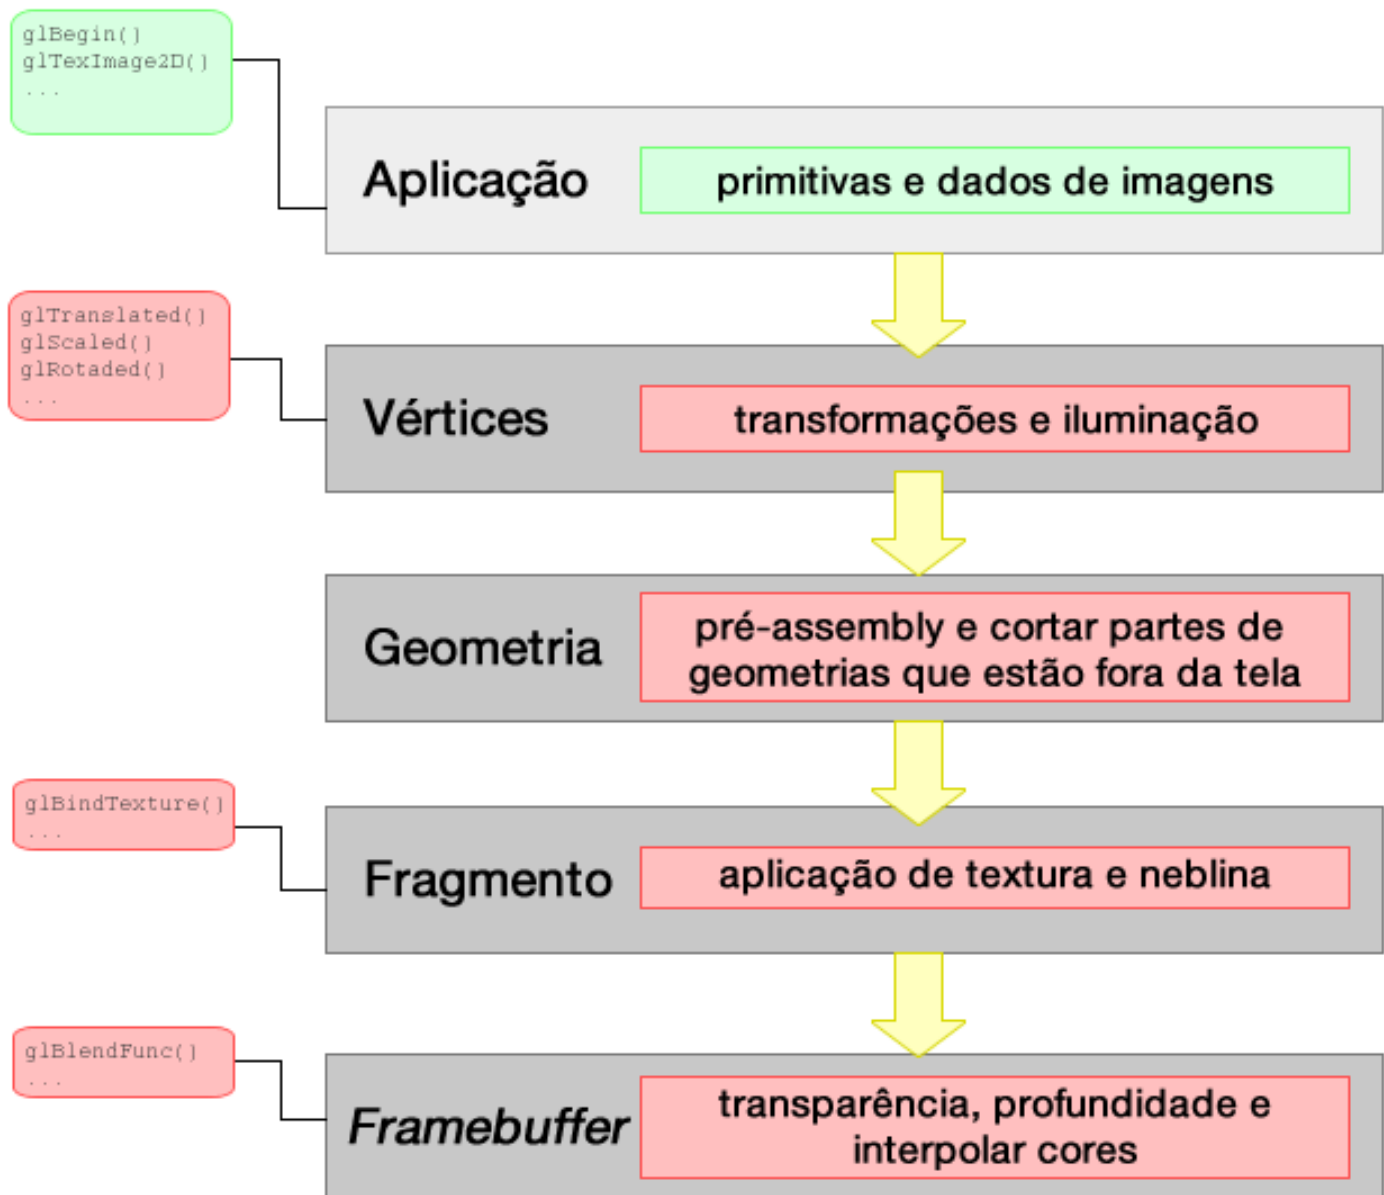 glBegin()
glTexImage2D()
...
Aplicação
primitivas e dados de imagens
glTranslated()
glScaled()
glRotaded()
...
Vértices
transformações e iluminação
Geometria
pré-assembly e cortar partes de
geometrias que estão fora da tela
glBindTexture()
...
Fragmento
aplicação de textura e neblina
glBlendFunc()
...
Framebuffer
transparência, profundidade e
interpolar cores